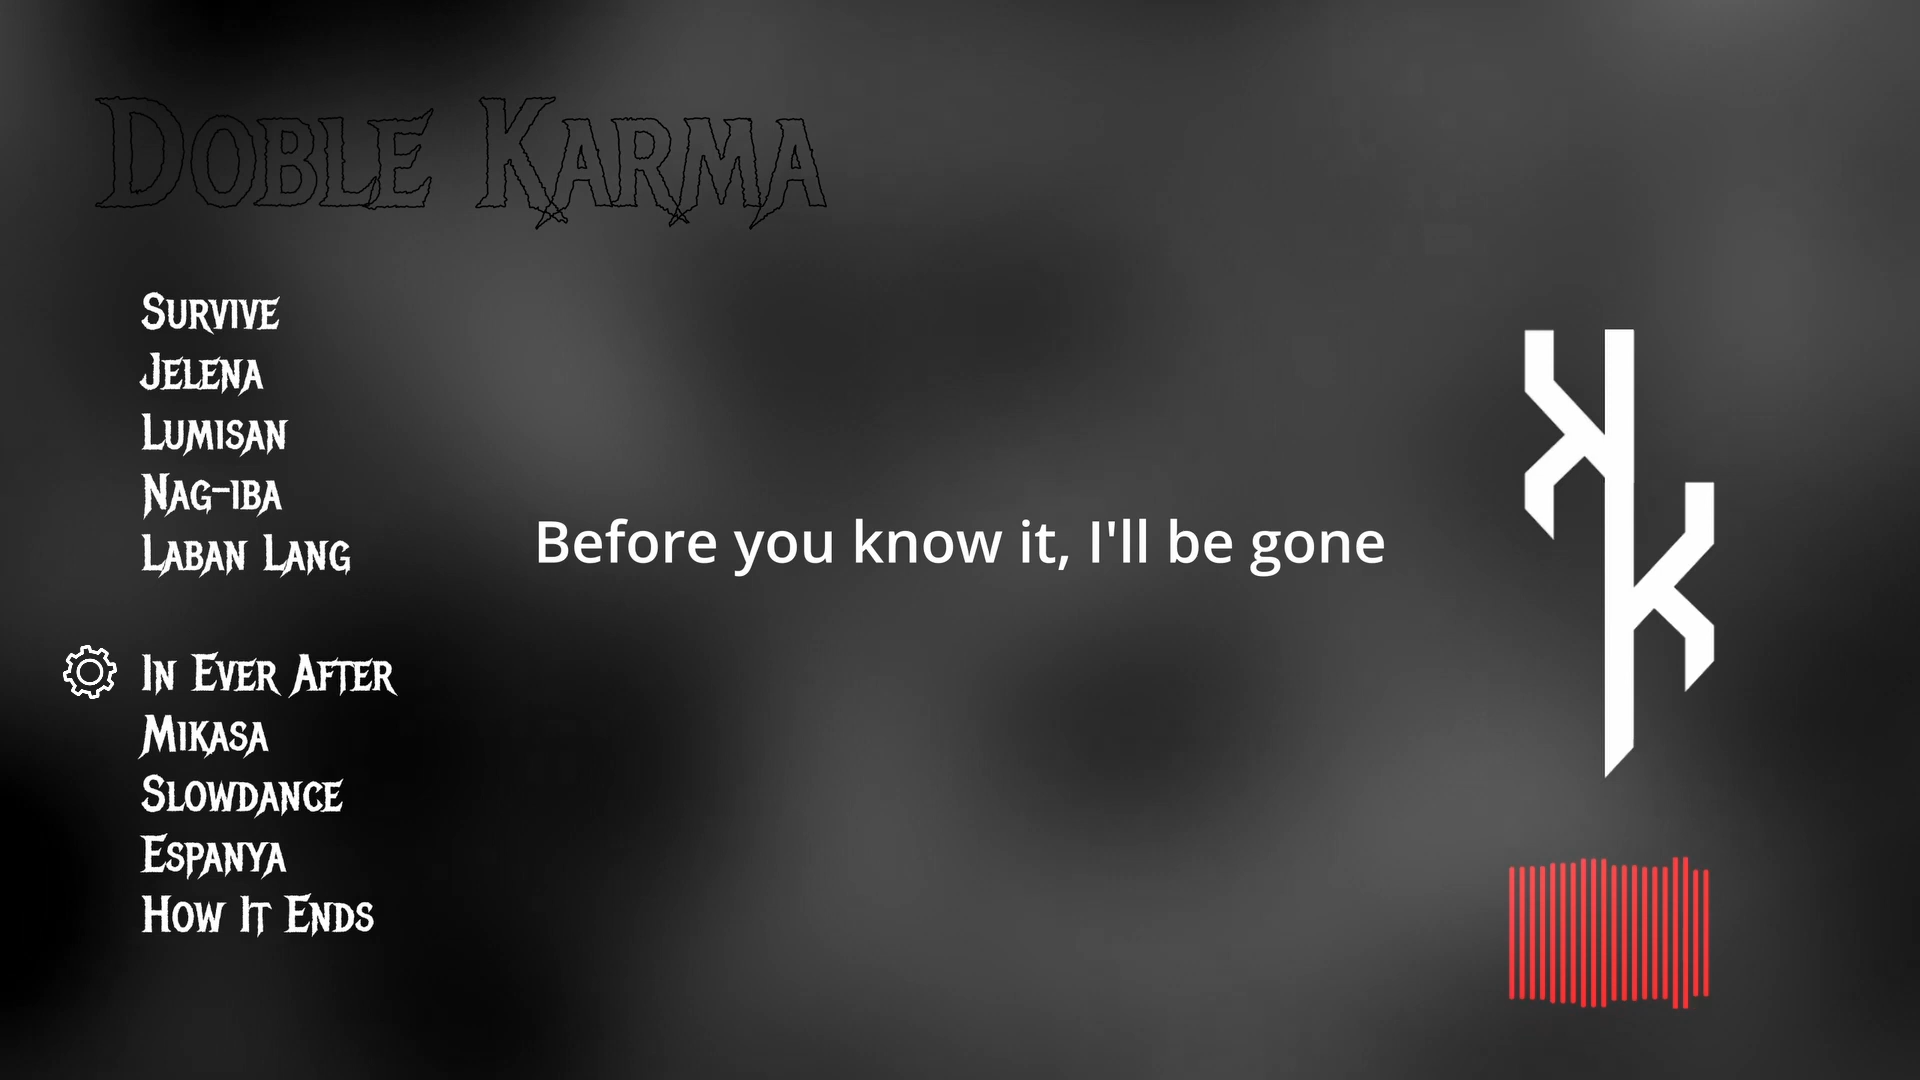 Doble Karma
Survive
Jelena
Lumisan
Nag-iba
Laban Lang
Before you know it, I'll be gone
In Ever After
Mikasa
Slowdance
Espanya
How It Ends